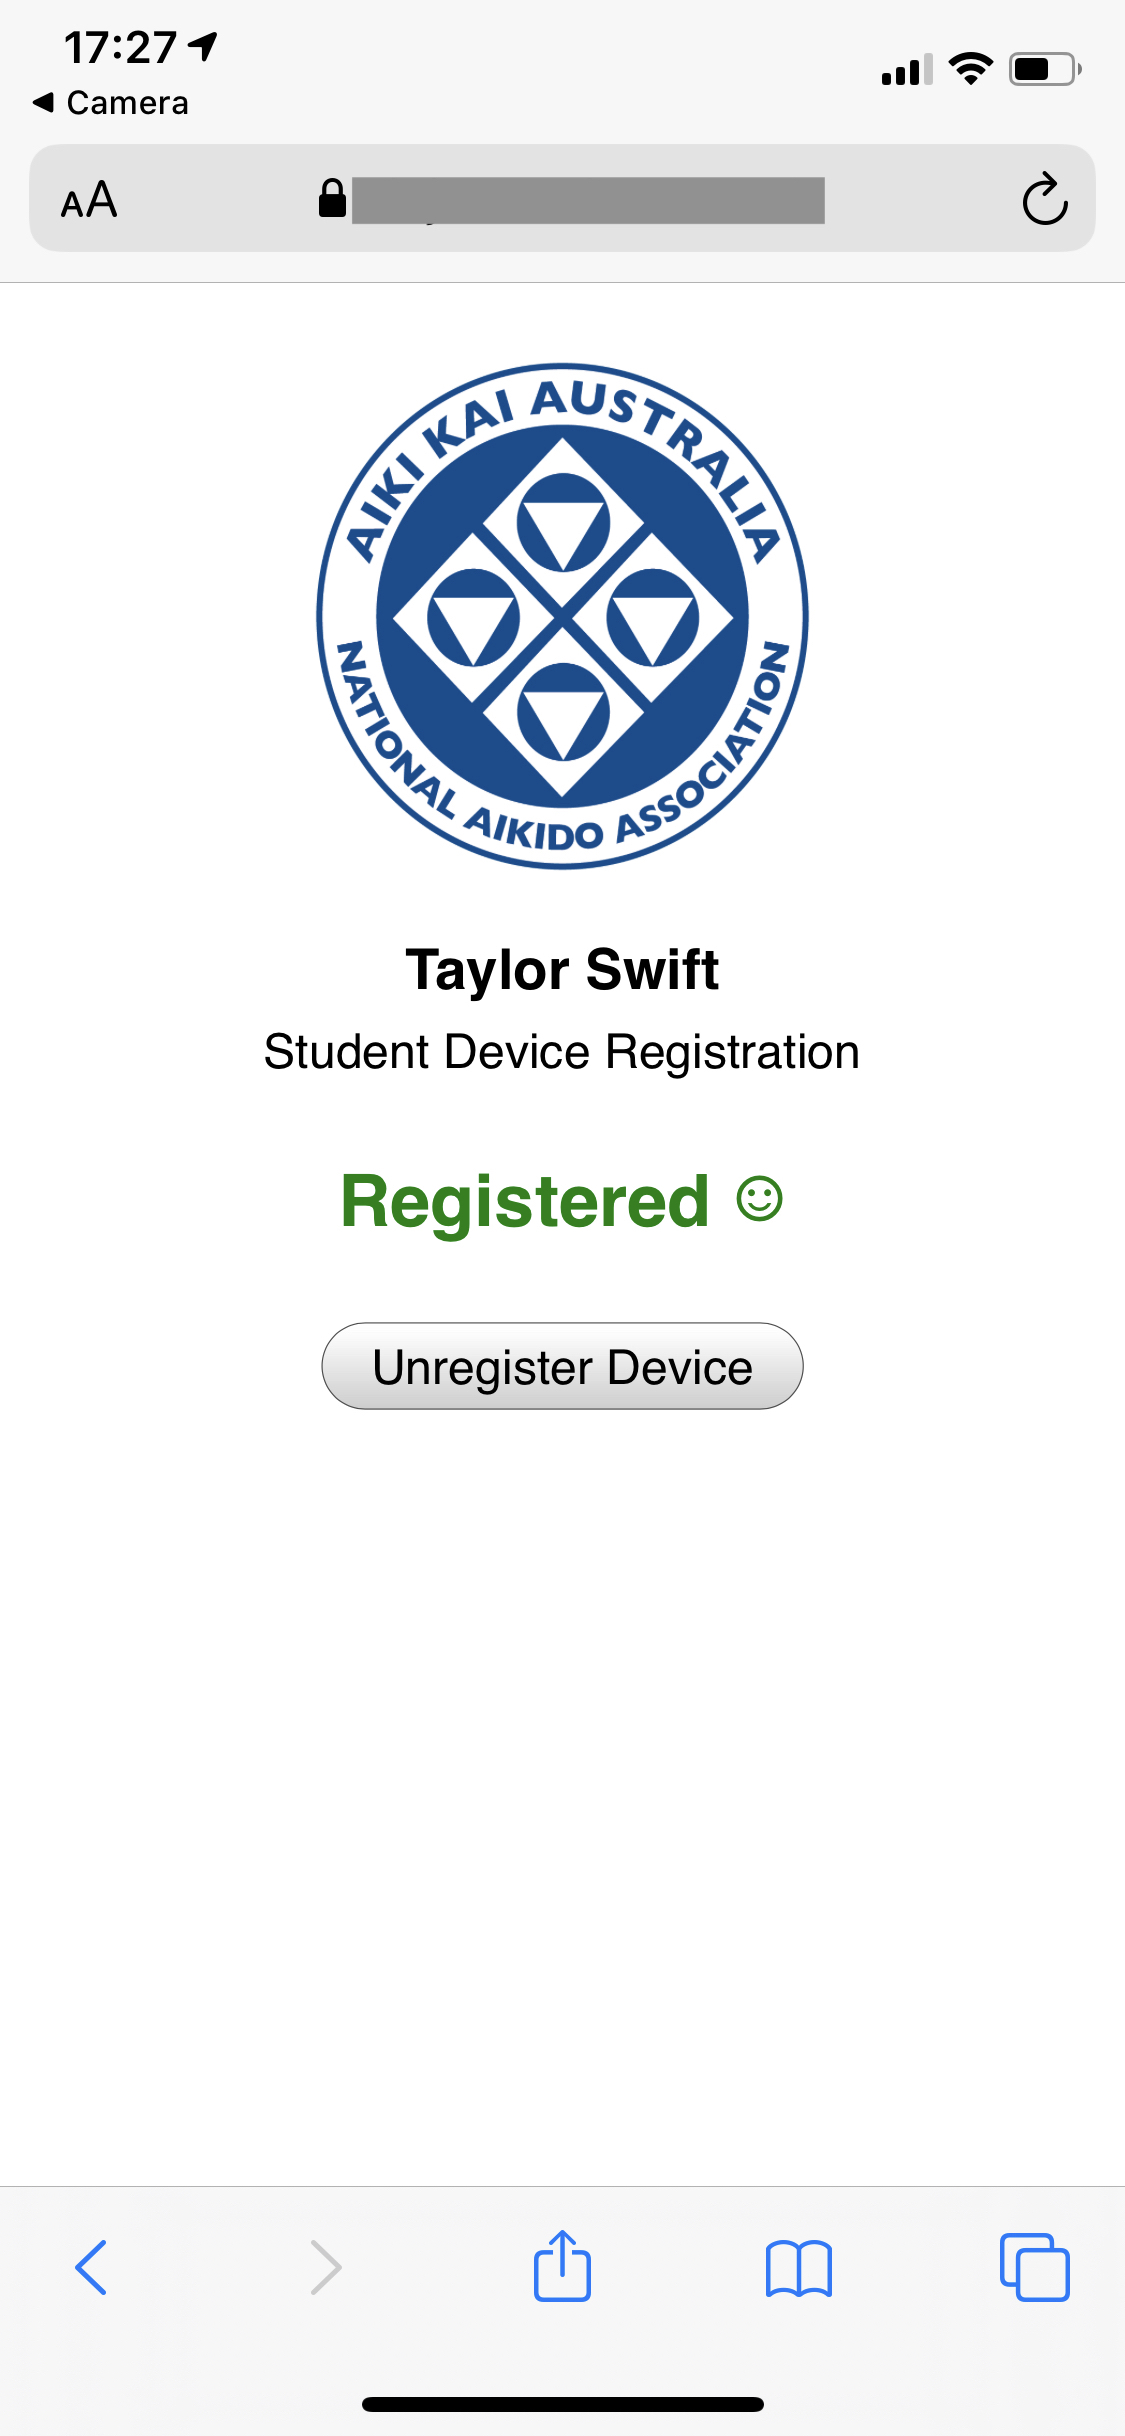 17:27
Camera
AA
AIKI KAI AUSTRALIA
NATIONAL AIKIDO ASSOCIATION
Taylor Swift
Student Device Registration
Registered ☺
Unregister Device